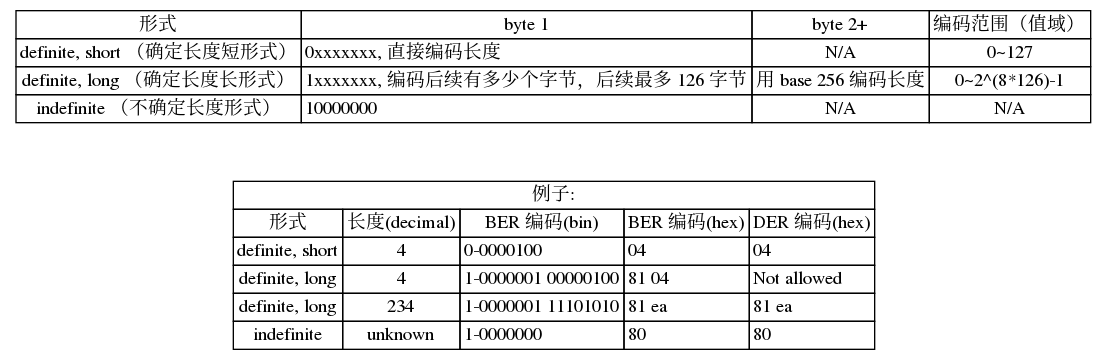 形式 byte 1 byte 2+ 编码范围（值域）
definite, short （确定长度短形式） 0xxxxxxx, 直接编码长度 N/A 0~127
definite, long （确定长度长形式） 1xxxxxxx, 编码后续有多少个字节，后续最多 126 字节 用 base 256 编码长度 0~2^(8*126)-1
indefinite （不确定长度形式） 10000000 N/A N/A
例子:
形式 长度(decimal) BER 编码(bin) BER 编码(hex) DER 编码(hex)
definite, short 4 0-0000100 04 04
definite, long 4 1-0000001 00000100 81 04 Not allowed
definite, long 234 1-0000001 11101010 81 ea 81 ea
indefinite unknown 1-0000000 80 80